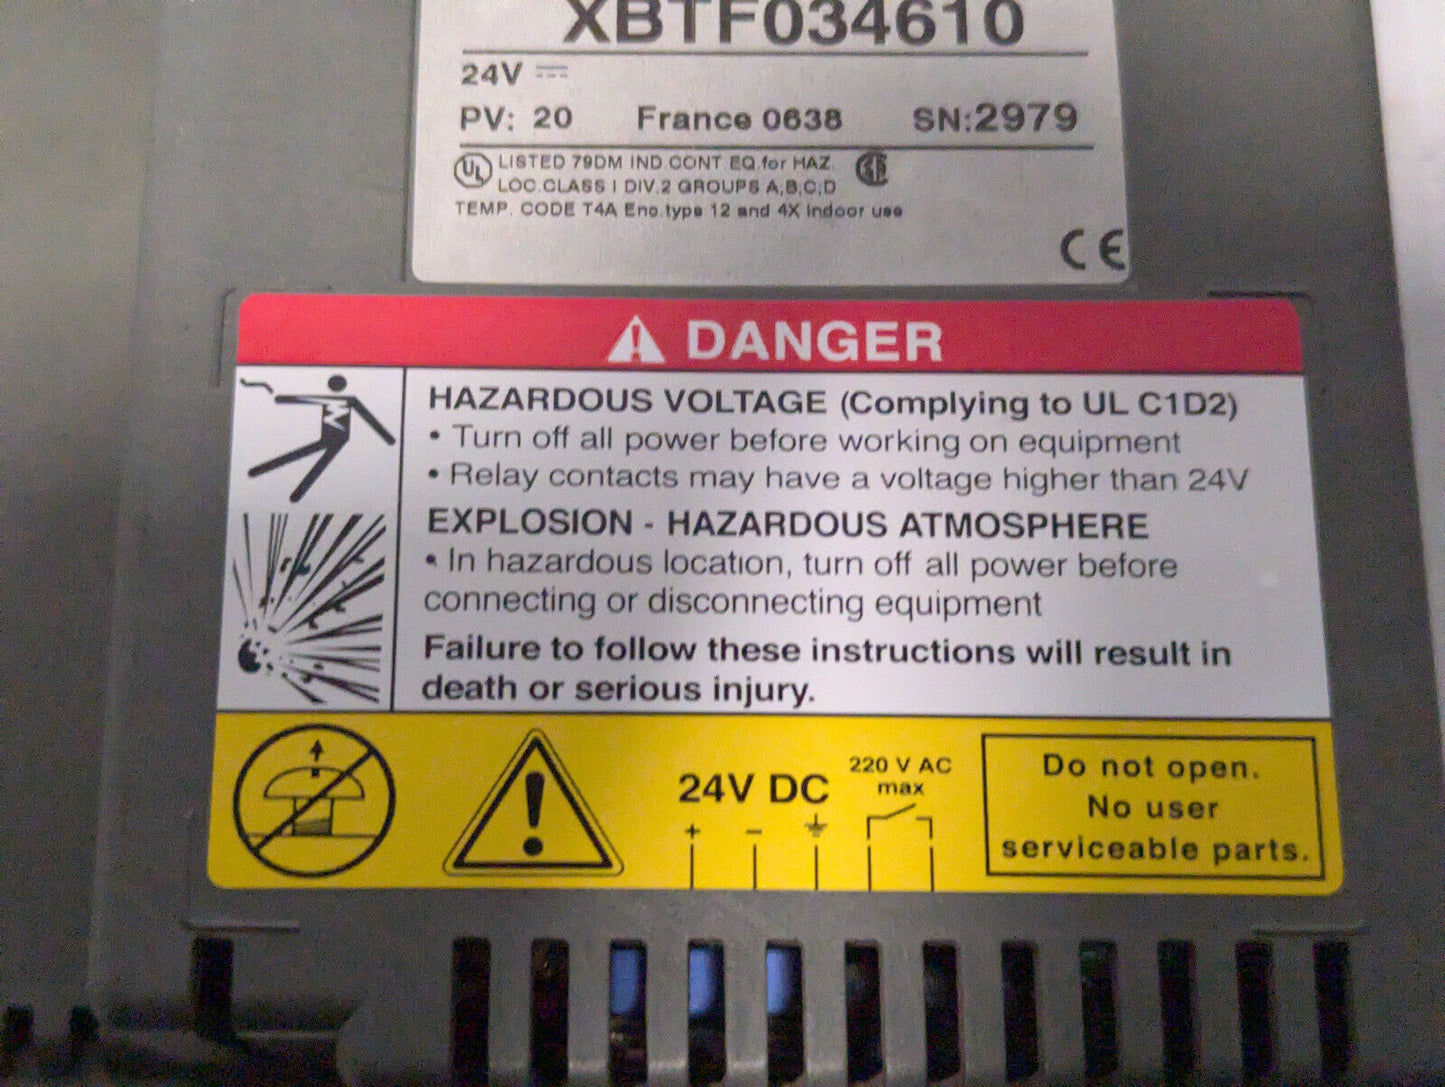 XBTF034610
24V
PV: 20 France 0638 SN:2979
UL LISTED 79DM IND.CONT.EQ.for HAZ.
LOC.CLASS I DIV.2 GROUPS A,B,C,D
TEMP. CODE T4A Enc.type 12 and 4X Indoor use
CE
DANGER
HAZARDOUS VOLTAGE (Complying to UL C1D2)
• Turn off all power before working on equipment
• Relay contacts may have a voltage higher than 24V
EXPLOSION - HAZARDOUS ATMOSPHERE
• In hazardous location, turn off all power before
connecting or disconnecting equipment
Failure to follow these instructions will result in
death or serious injury.
24V DC
+ −
220 V AC
max
Do not open.
No user
serviceable parts.